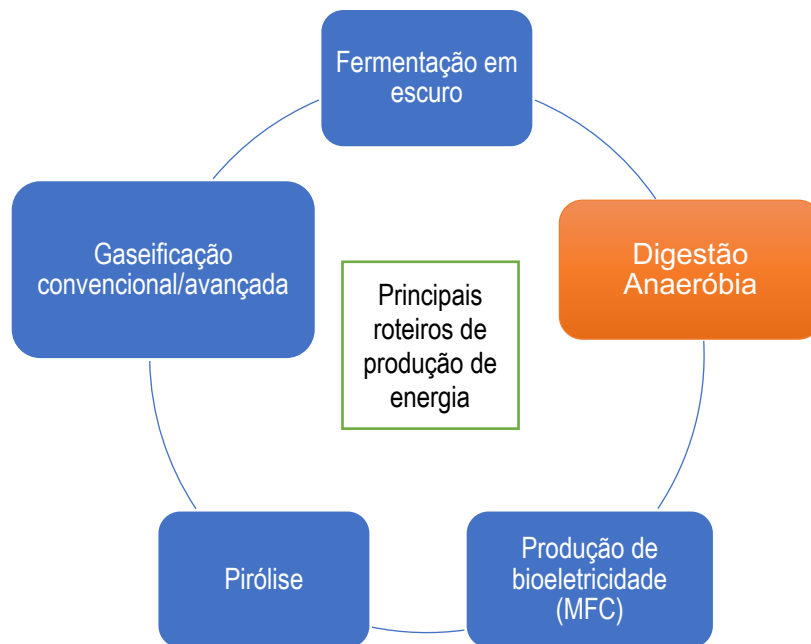 Fermentação em
escuro
Digestão
Anaeróbia
Produção de
bioeletricidade
(MFC)
Pirólise
Gaseificação
convencional/avançada
Principais
roteiros de
produção de
energia